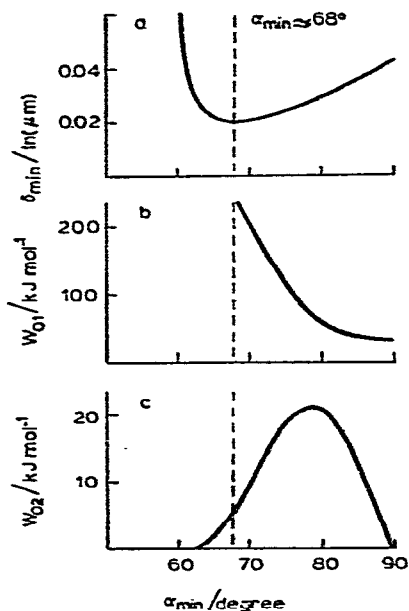 a
αmin ≈ 68°
0.04
0.02
δmin / ln(μm)
b
200
100
W01 / kJ mol⁻¹
c
20
10
W02 / kJ mol⁻¹
60 70 80 90
αmin/degree